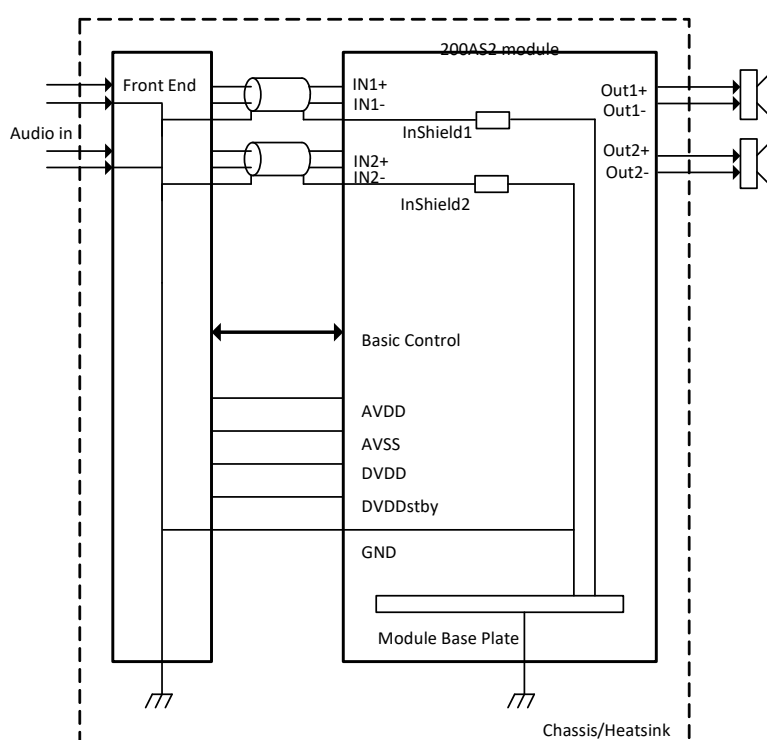 200AS2 module
Front End
IN1+
IN1-
Out1+
Out1-
Audio in
InShield1
IN2+
IN2-
Out2+
Out2-
InShield2
Basic Control
AVDD
AVSS
DVDD
DVDDstby
GND
Module Base Plate
Chassis/Heatsink